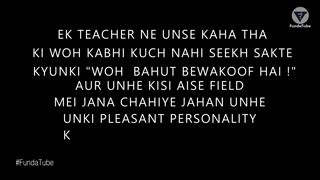 FundaTube
EK TEACHER NE UNSE KAHA THA
KI WOH KABHI KUCH NAHI SEEKH SAKTE
KYUNKI "WOH BAHUT BEWAKOOF HAI !"
AUR UNHE KISI AISE FIELD
MEI JANA CHAHIYE JAHAN UNHE
UNKI PLEASANT PERSONALITY
K
#FundaTube